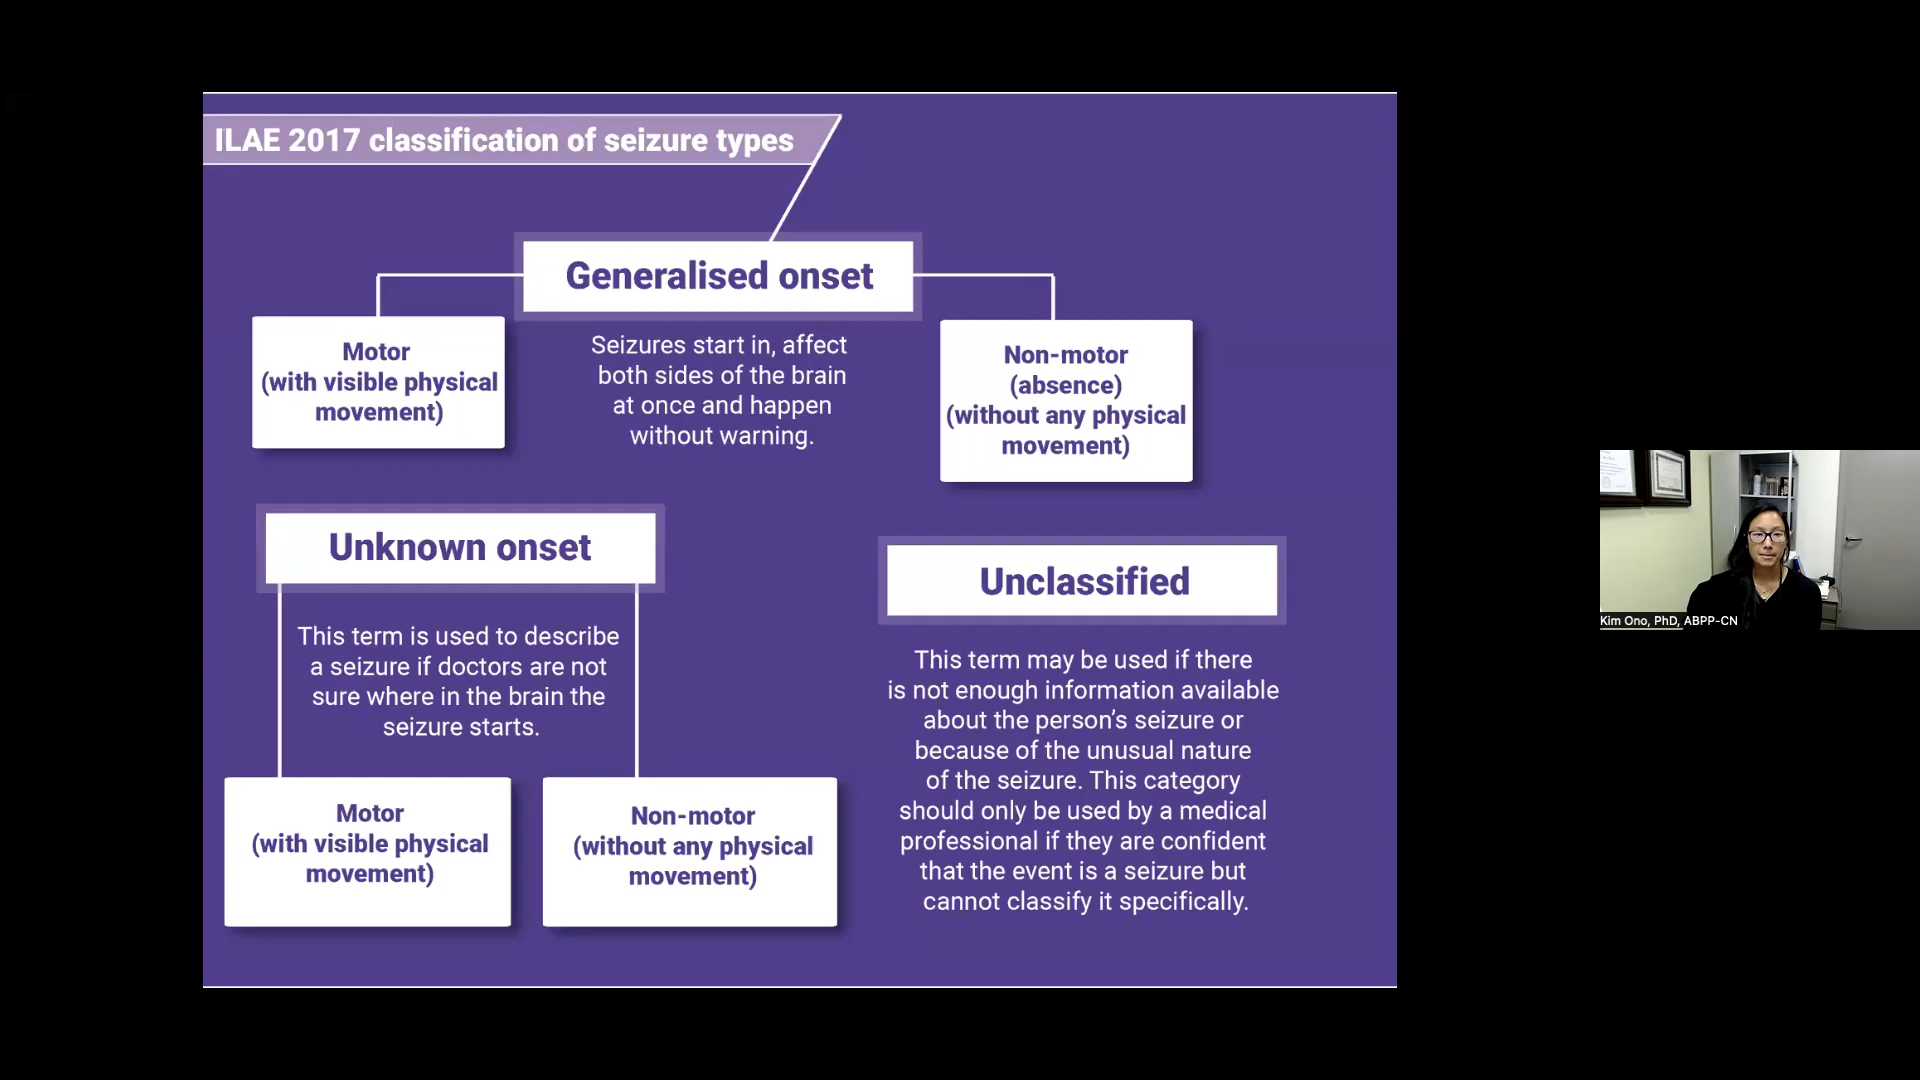 ILAE 2017 classification of seizure types
Generalised onset
Motor
(with visible physical
movement)
Seizures start in, affect
both sides of the brain
at once and happen
without warning.
Non-motor
(absence)
(without any physical
movement)
Unknown onset
This term is used to describe
a seizure if doctors are not
sure where in the brain the
seizure starts.
Motor
(with visible physical
movement)
Non-motor
(without any physical
movement)
Unclassified
This term may be used if there
is not enough information available
about the person’s seizure or
because of the unusual nature
of the seizure. This category
should only be used by a medical
professional if they are confident
that the event is a seizure but
cannot classify it specifically.
Kim Ono, PhD, ABPP-CN